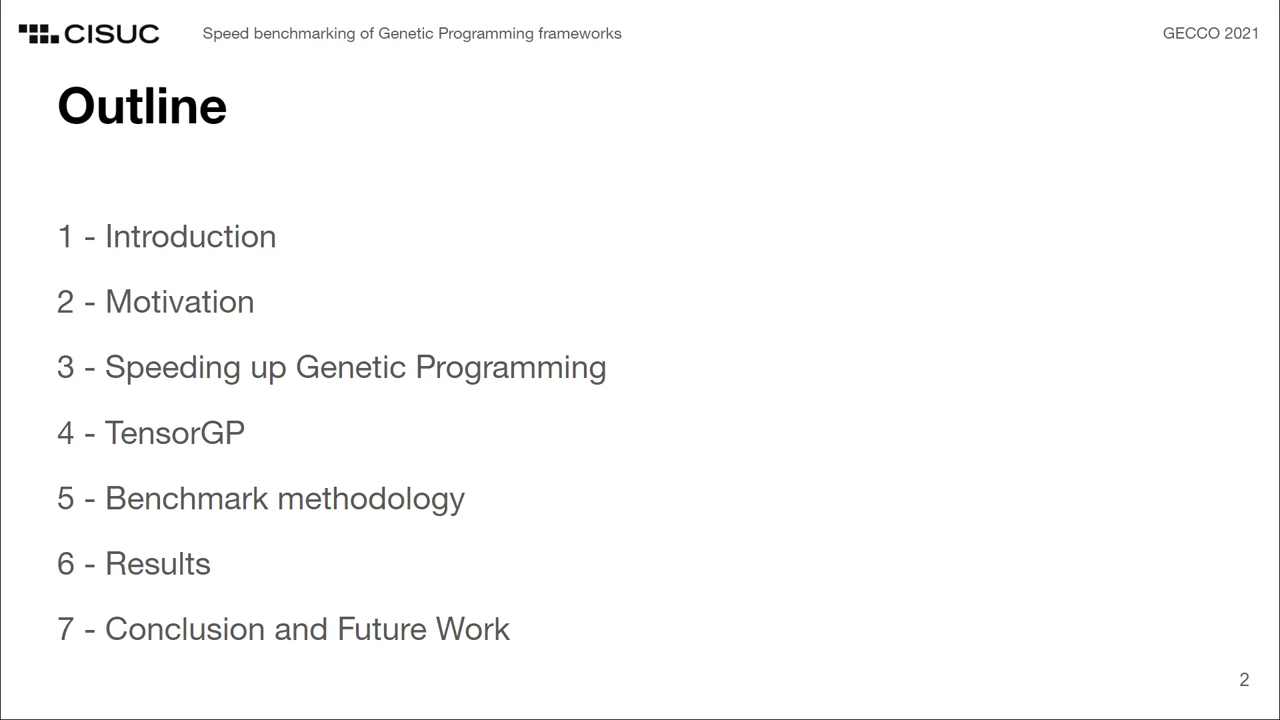 CISUC
Speed benchmarking of Genetic Programming frameworks
GECCO 2021
Outline
1 - Introduction
2 - Motivation
3 - Speeding up Genetic Programming
4 - TensorGP
5 - Benchmark methodology
6 - Results
7 - Conclusion and Future Work
2